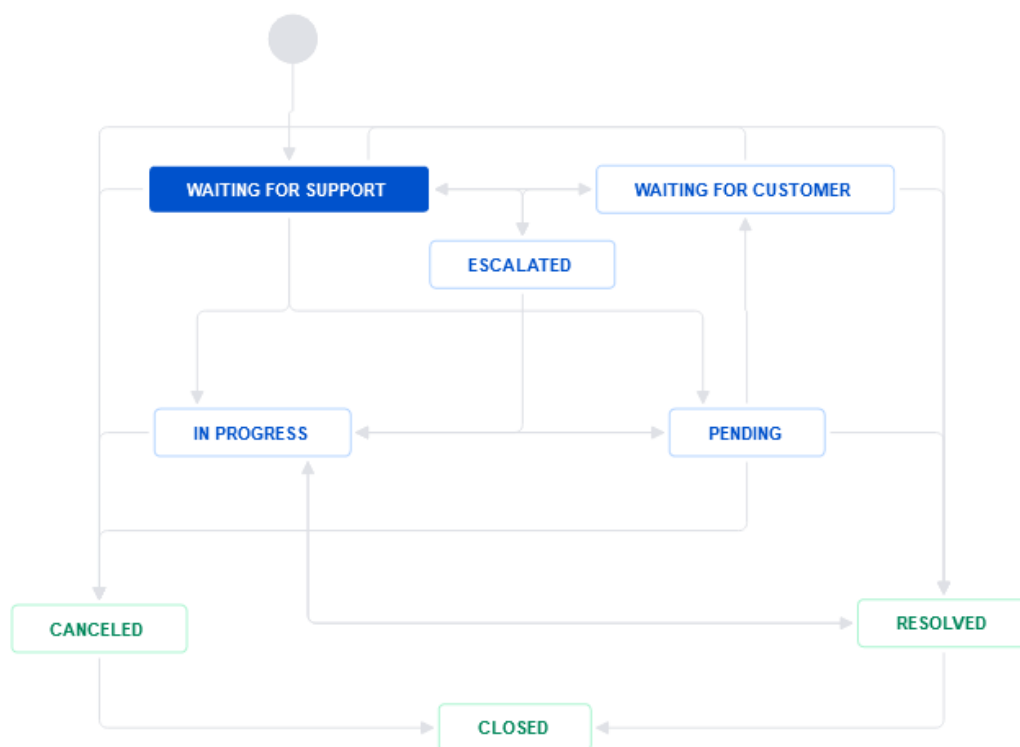 WAITING FOR SUPPORT
WAITING FOR CUSTOMER
ESCALATED
IN PROGRESS
PENDING
CANCELED
RESOLVED
CLOSED